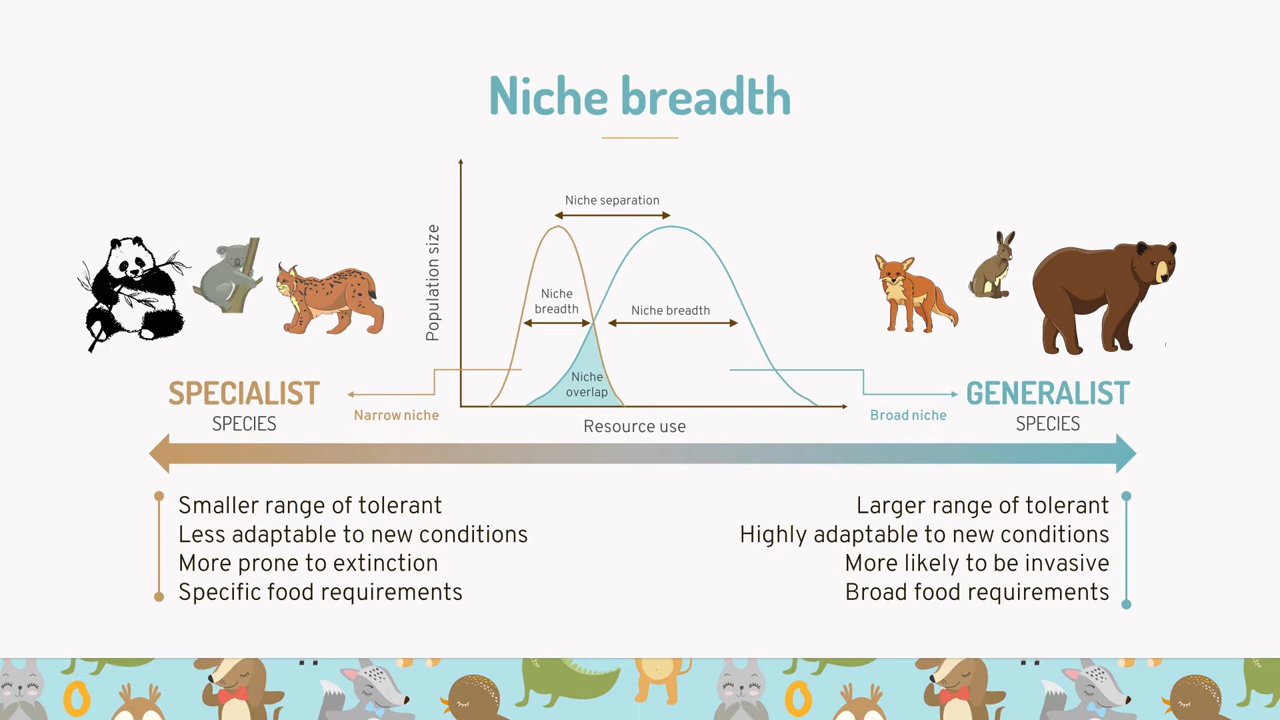 Niche breadth
Niche separation
Population size
Niche
breadth
Niche breadth
Niche
overlap
SPECIALIST
SPECIES
Narrow niche
Resource use
Broad niche
GENERALIST
SPECIES
Smaller range of tolerant
Less adaptable to new conditions
More prone to extinction
Specific food requirements
Larger range of tolerant
Highly adaptable to new conditions
More likely to be invasive
Broad food requirements